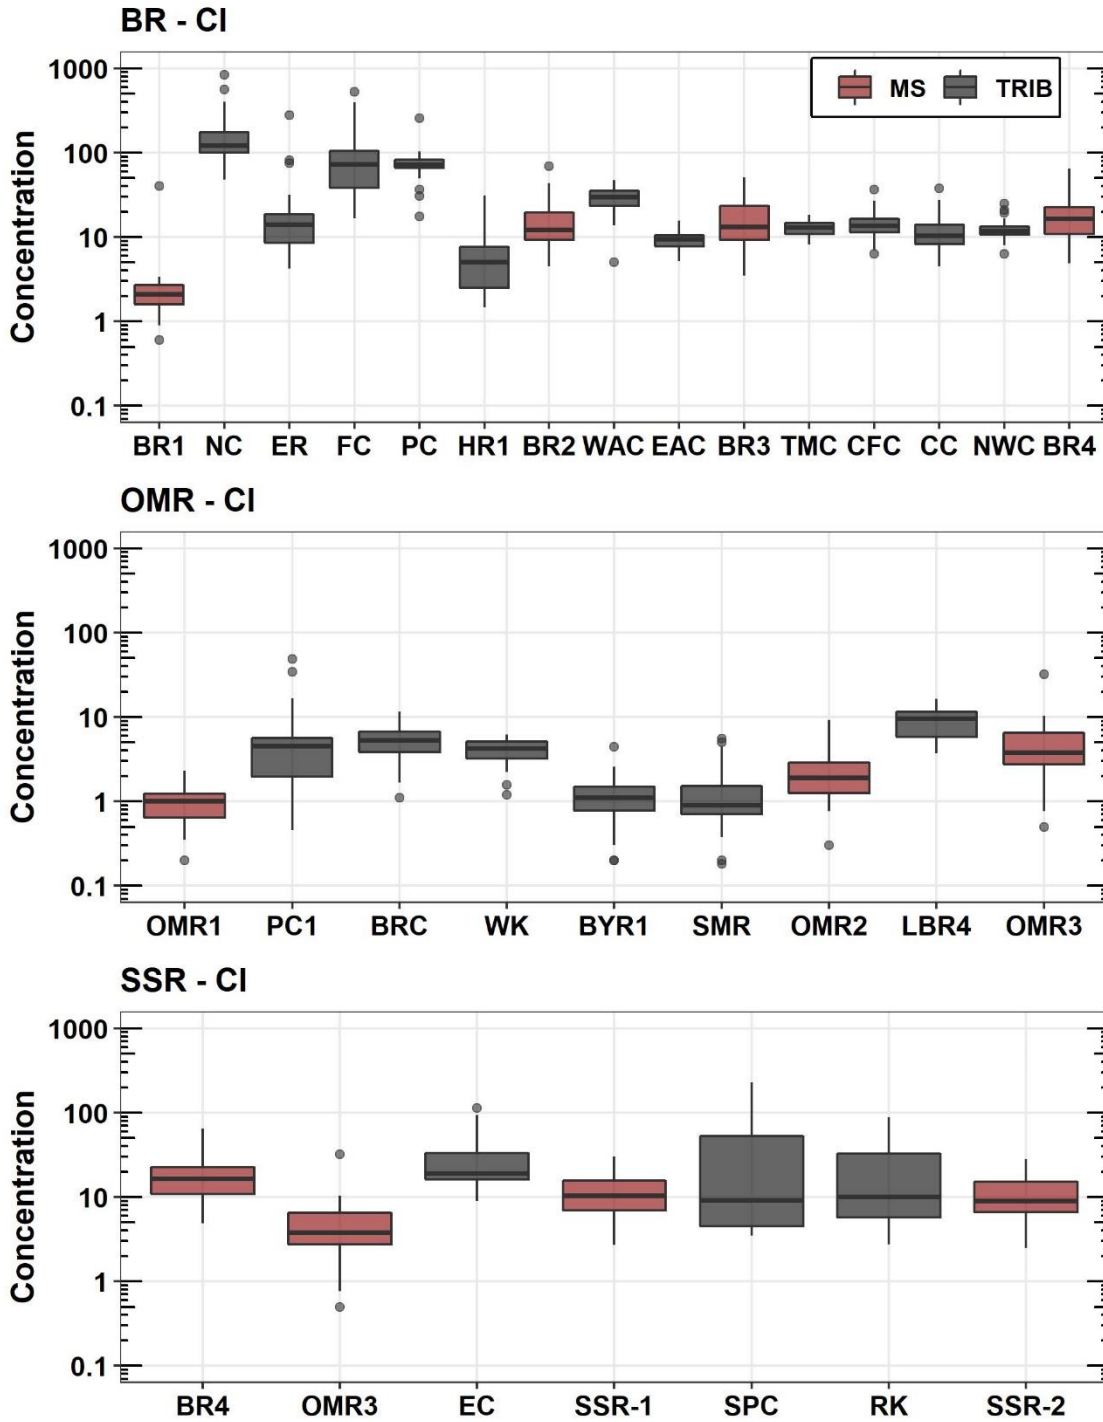 BR - Cl
Concentration
1000
100
10
1
0.1
MS TRIB
BR1 NC ER FC PC HR1 BR2 WAC EAC BR3 TMC CFC CC NWC BR4
OMR - Cl
Concentration
1000
100
10
1
0.1
OMR1 PC1 BRC WK BYR1 SMR OMR2 LBR4 OMR3
SSR - Cl
Concentration
1000
100
10
1
0.1
BR4 OMR3 EC SSR-1 SPC RK SSR-2